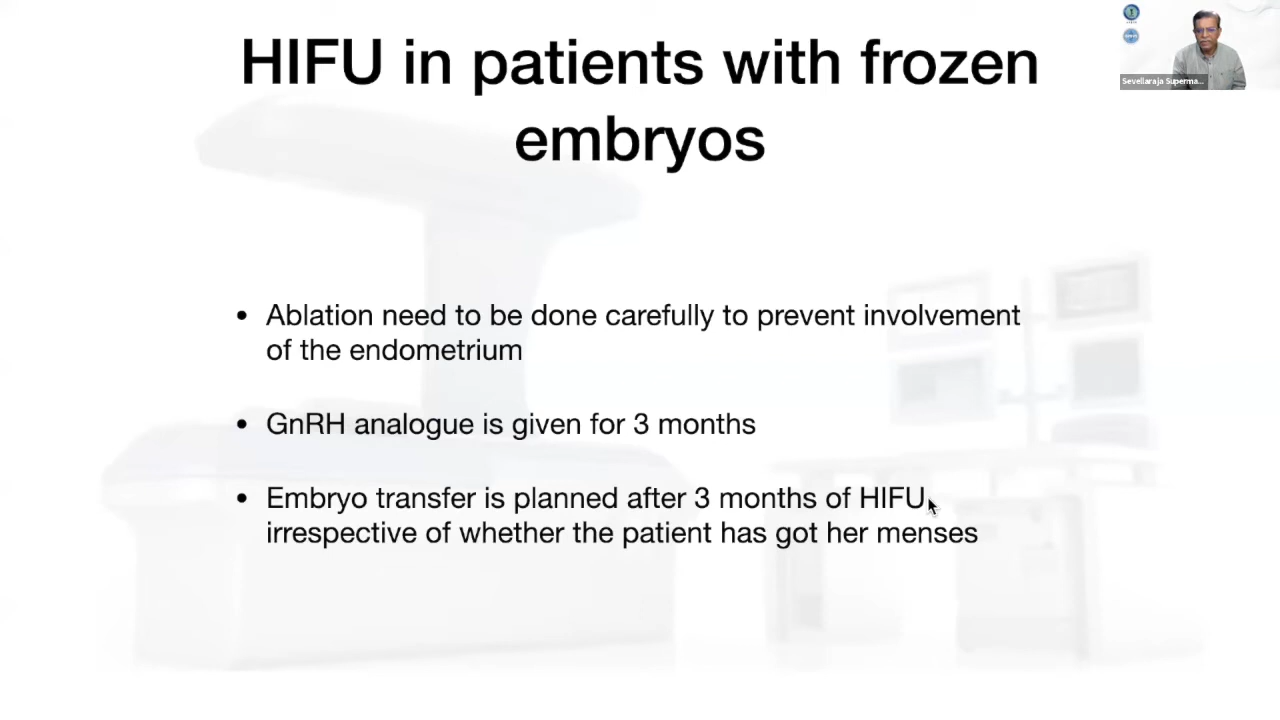 HIFU in patients with frozen
embryos
Sevellaraja Superma...
• Ablation need to be done carefully to prevent involvement
of the endometrium
• GnRH analogue is given for 3 months
• Embryo transfer is planned after 3 months of HIFU
irrespective of whether the patient has got her menses